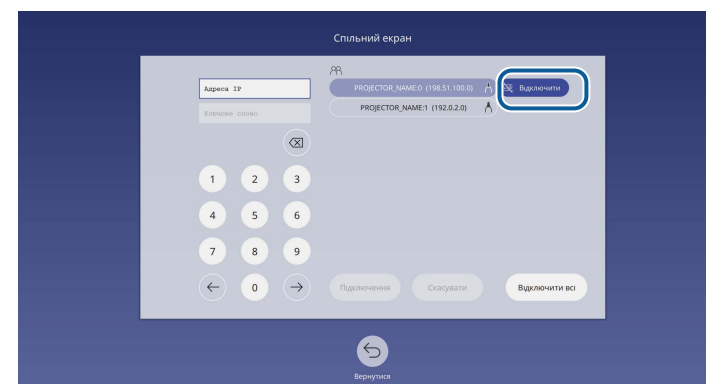 Спільний екран
Адреса IP
Ключове слово
PROJECTOR_NAME:0 (198.51.100.0)
Відключити
PROJECTOR_NAME:1 (192.0.2.0)
1 2 3
4 5 6
7 8 9
0
Підключення
Скасувати
Відключити всі
Вернутися